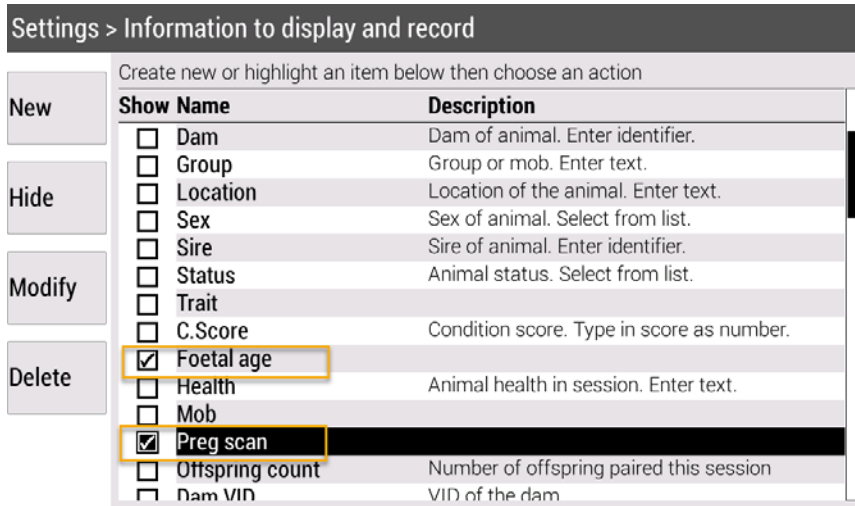 Settings > Information to display and record
Create new or highlight an item below then choose an action
New
Hide
Modify
Delete
Show Name Description
Dam Dam of animal. Enter identifier.
Group Group or mob. Enter text.
Location Location of the animal. Enter text.
Sex Sex of animal. Select from list.
Sire Sire of animal. Enter identifier.
Status Animal status. Select from list.
Trait
C.Score Condition score. Type in score as number.
Foetal age
Health Animal health in session. Enter text.
Mob
Preg scan
Offspring count Number of offspring paired this session
Dam VID VID of the dam